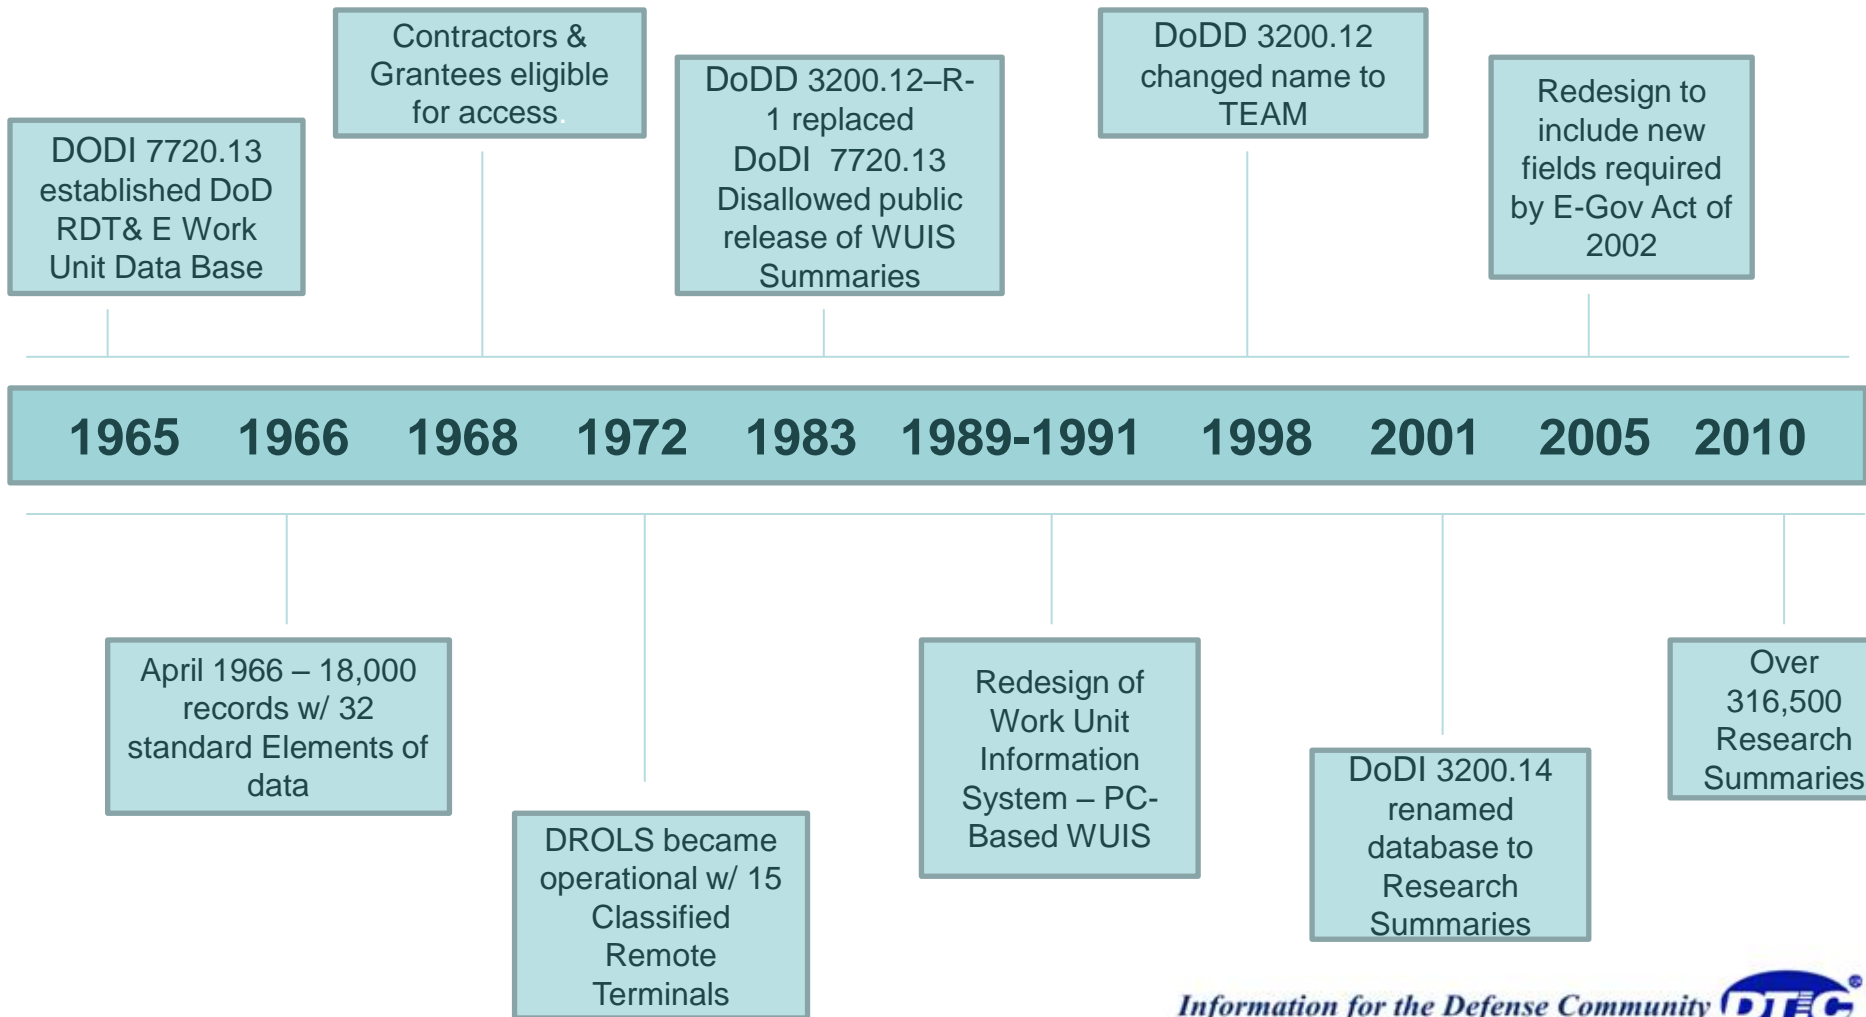 Contractors &
Grantees eligible
for access.
DoDD 3200.12
changed name to
TEAM
DoDD 3200.12–R-
1 replaced
DoDI 7720.13
Disallowed public
release of WUIS
Summaries
Redesign to
include new
fields required
by E-Gov Act of
2002
DODI 7720.13
established DoD
RDT& E Work
Unit Data Base
1965 1966 1968 1972 1983 1989-1991 1998 2001 2005 2010
April 1966 – 18,000
records w/ 32
standard Elements of
data
Redesign of
Work Unit
Information
System – PC-
Based WUIS
Over
316,500
Research
Summaries
DoDI 3200.14
renamed
database to
Research
Summaries
DROLS became
operational w/ 15
Classified
Remote
Terminals
Information for the Defense Community
DTIC®